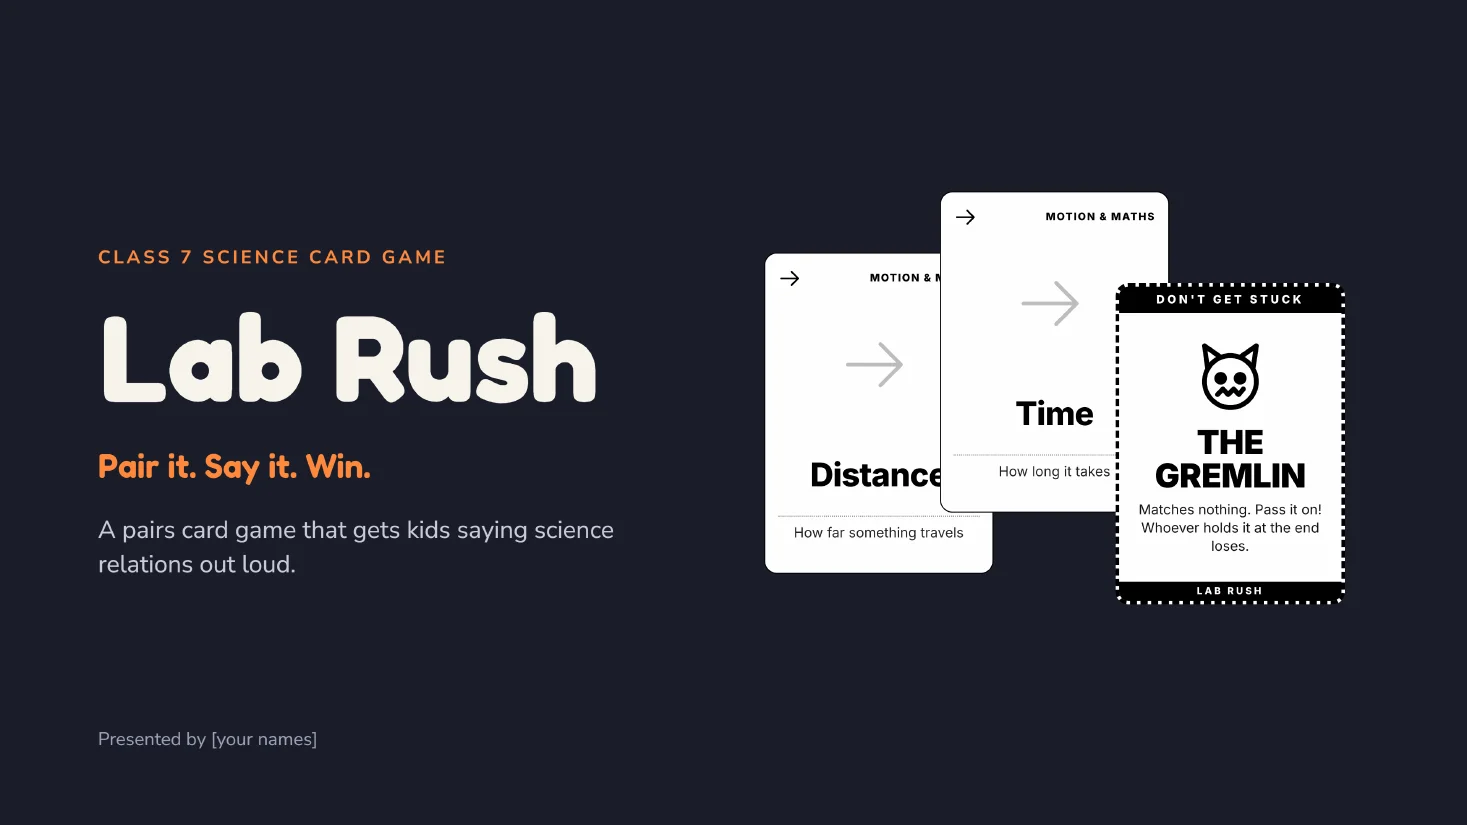 CLASS 7 SCIENCE CARD GAME
Lab Rush
Pair it. Say it. Win.
A pairs card game that gets kids saying science
relations out loud.
Presented by [your names]
MOTION & M
Distance
How far something travels
MOTION & MATHS
Time
How long it takes
DON'T GET STUCK
THE
GREMLIN
Matches nothing. Pass it on!
Whoever holds it at the end
loses.
LAB RUSH